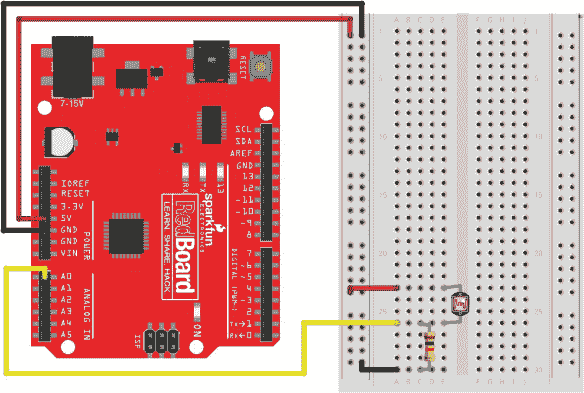 7-15V
RESET
SCL
SDA
AREF
GND
13
12
~11
~10
~9
8
7
~6
~5
4
~3
2
TX→1
RX←0
DIGITAL (PWM~)
IOREF
RESET
3.3V
5V
GND
GND
VIN
POWER
A0
A1
A2
A3
A4
A5
ANALOG IN
RX
TX
13
sparkfun
ELECTRONICS
RedBoard
LEARN SHARE HACK
ON
ISP
A B C D E
F G H I J
1
5
10
15
20
25
30
A B C D E
F G H I J